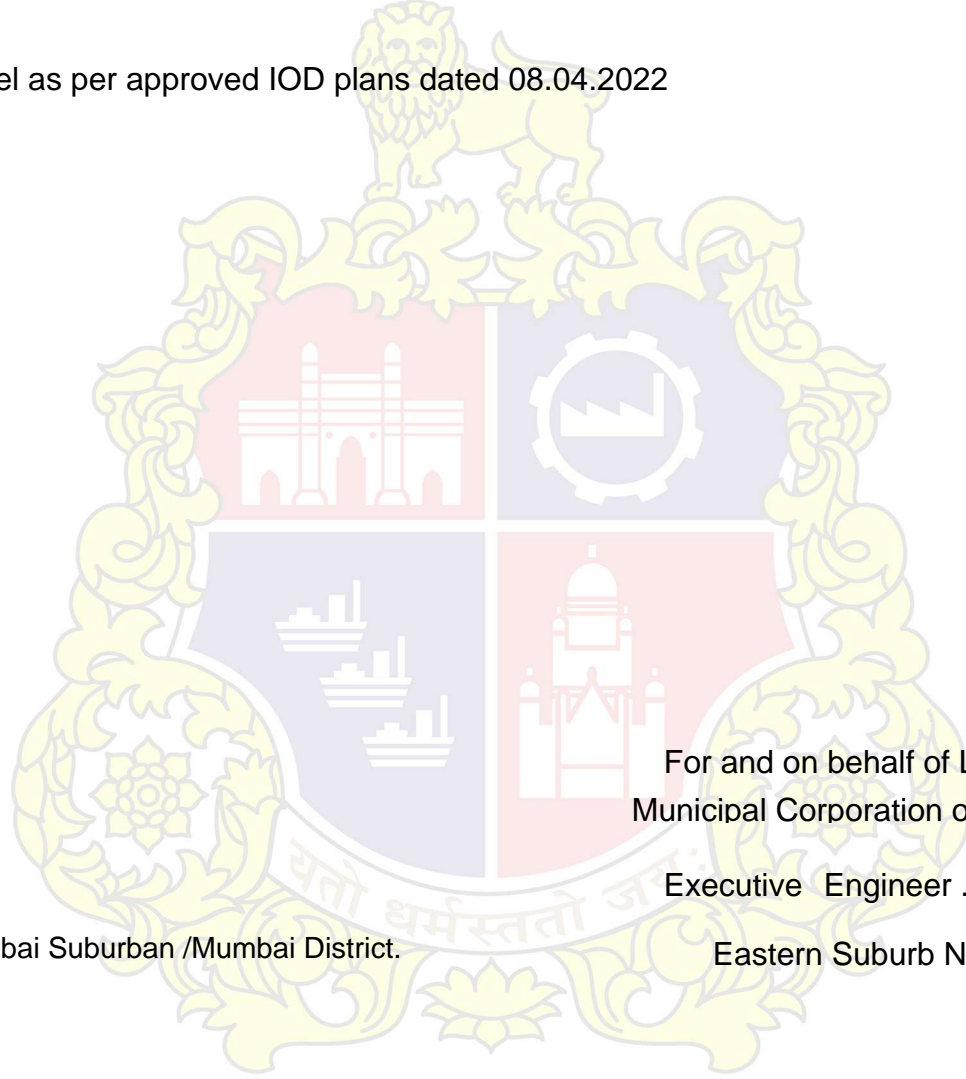 el as per approved IOD plans dated 08.04.2022
For and on behalf of L
Municipal Corporation o
Executive Engineer .
bai Suburban /Mumbai District.
Eastern Suburb N
यतो धर्मस्ततो जयः